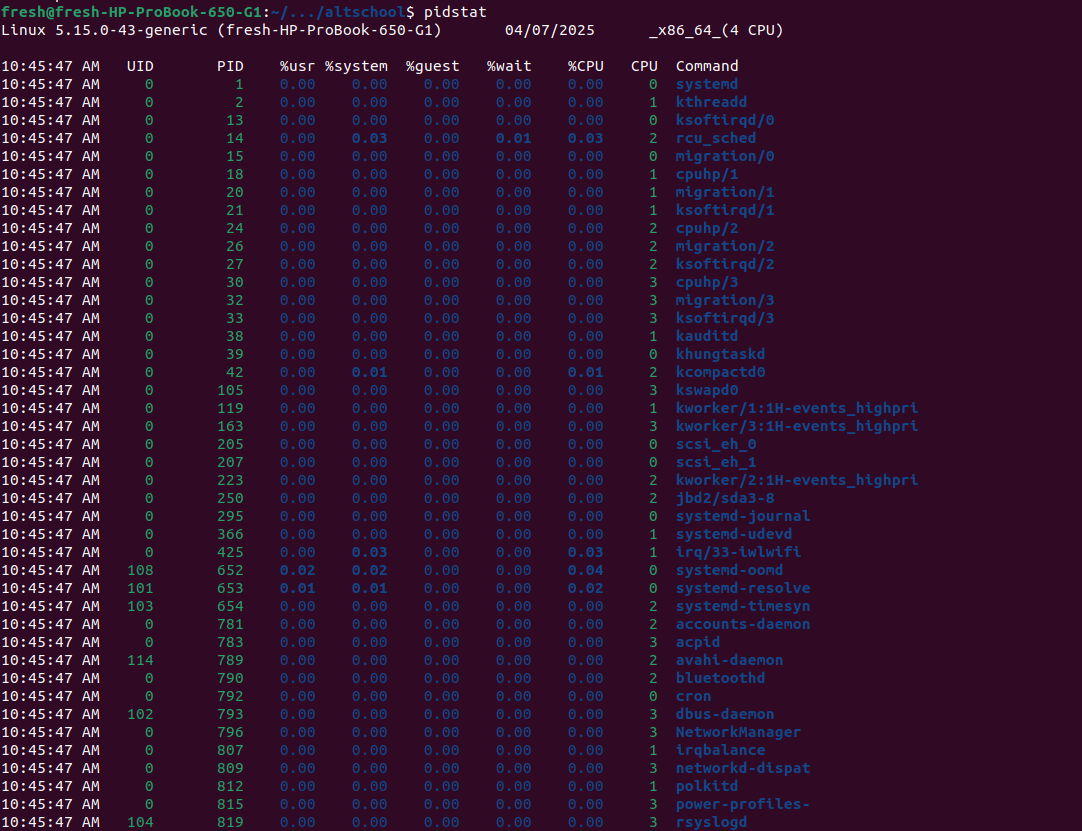 fresh@fresh-HP-ProBook-650-G1:~/.../altschool$ pidstat
Linux 5.15.0-43-generic (fresh-HP-ProBook-650-G1) 04/07/2025 _x86_64_ (4 CPU)
10:45:47 AM UID PID %usr %system %guest %wait %CPU CPU Command
10:45:47 AM 0 1 0.00 0.00 0.00 0.00 0.00 0 systemd
10:45:47 AM 0 2 0.00 0.00 0.00 0.00 0.00 1 kthreadd
10:45:47 AM 0 13 0.00 0.00 0.00 0.00 0.00 0 ksoftirqd/0
10:45:47 AM 0 14 0.00 0.03 0.00 0.01 0.03 2 rcu_sched
10:45:47 AM 0 15 0.00 0.00 0.00 0.00 0.00 0 migration/0
10:45:47 AM 0 18 0.00 0.00 0.00 0.00 0.00 1 cpuhp/1
10:45:47 AM 0 20 0.00 0.00 0.00 0.00 0.00 1 migration/1
10:45:47 AM 0 21 0.00 0.00 0.00 0.00 0.00 1 ksoftirqd/1
10:45:47 AM 0 24 0.00 0.00 0.00 0.00 0.00 2 cpuhp/2
10:45:47 AM 0 26 0.00 0.00 0.00 0.00 0.00 2 migration/2
10:45:47 AM 0 27 0.00 0.00 0.00 0.00 0.00 2 ksoftirqd/2
10:45:47 AM 0 30 0.00 0.00 0.00 0.00 0.00 3 cpuhp/3
10:45:47 AM 0 32 0.00 0.00 0.00 0.00 0.00 3 migration/3
10:45:47 AM 0 33 0.00 0.00 0.00 0.00 0.00 3 ksoftirqd/3
10:45:47 AM 0 38 0.00 0.00 0.00 0.00 0.00 1 kauditd
10:45:47 AM 0 39 0.00 0.00 0.00 0.00 0.00 0 khungtaskd
10:45:47 AM 0 42 0.00 0.01 0.00 0.00 0.01 2 kcompactd0
10:45:47 AM 0 105 0.00 0.00 0.00 0.00 0.00 3 kswapd0
10:45:47 AM 0 119 0.00 0.00 0.00 0.00 0.00 1 kworker/1:1H-events_highpri
10:45:47 AM 0 163 0.00 0.00 0.00 0.00 0.00 3 kworker/3:1H-events_highpri
10:45:47 AM 0 205 0.00 0.00 0.00 0.00 0.00 0 scsi_eh_0
10:45:47 AM 0 207 0.00 0.00 0.00 0.00 0.00 0 scsi_eh_1
10:45:47 AM 0 223 0.00 0.00 0.00 0.00 0.00 2 kworker/2:1H-events_highpri
10:45:47 AM 0 250 0.00 0.00 0.00 0.00 0.00 2 jbd2/sda3-8
10:45:47 AM 0 295 0.00 0.00 0.00 0.00 0.00 0 systemd-journal
10:45:47 AM 0 366 0.00 0.00 0.00 0.00 0.00 1 systemd-udevd
10:45:47 AM 0 425 0.00 0.03 0.00 0.00 0.03 1 irq/33-iwlwifi
10:45:47 AM 108 652 0.02 0.02 0.00 0.00 0.04 0 systemd-oomd
10:45:47 AM 101 653 0.01 0.01 0.00 0.00 0.02 0 systemd-resolve
10:45:47 AM 103 654 0.00 0.00 0.00 0.00 0.00 2 systemd-timesyn
10:45:47 AM 0 781 0.00 0.00 0.00 0.00 0.00 2 accounts-daemon
10:45:47 AM 0 783 0.00 0.00 0.00 0.00 0.00 3 acpid
10:45:47 AM 114 789 0.00 0.00 0.00 0.00 0.00 2 avahi-daemon
10:45:47 AM 0 790 0.00 0.00 0.00 0.00 0.00 2 bluetoothd
10:45:47 AM 0 792 0.00 0.00 0.00 0.00 0.00 0 cron
10:45:47 AM 102 793 0.00 0.00 0.00 0.00 0.00 3 dbus-daemon
10:45:47 AM 0 796 0.00 0.00 0.00 0.00 0.00 3 NetworkManager
10:45:47 AM 0 807 0.00 0.00 0.00 0.00 0.00 1 irqbalance
10:45:47 AM 0 809 0.00 0.00 0.00 0.00 0.00 3 networkd-dispat
10:45:47 AM 0 812 0.00 0.00 0.00 0.00 0.00 1 polkitd
10:45:47 AM 0 815 0.00 0.00 0.00 0.00 0.00 3 power-profiles-
10:45:47 AM 104 819 0.00 0.00 0.00 0.00 0.00 3 rsyslogd